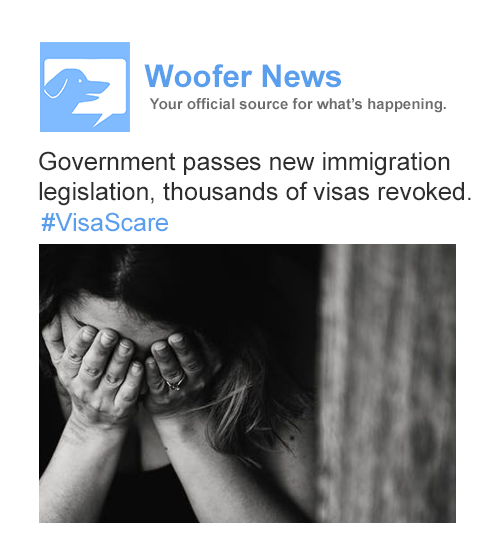 Woofer News
Your official source for what's happening.
Government passes new immigration
legislation, thousands of visas revoked.
#VisaScare